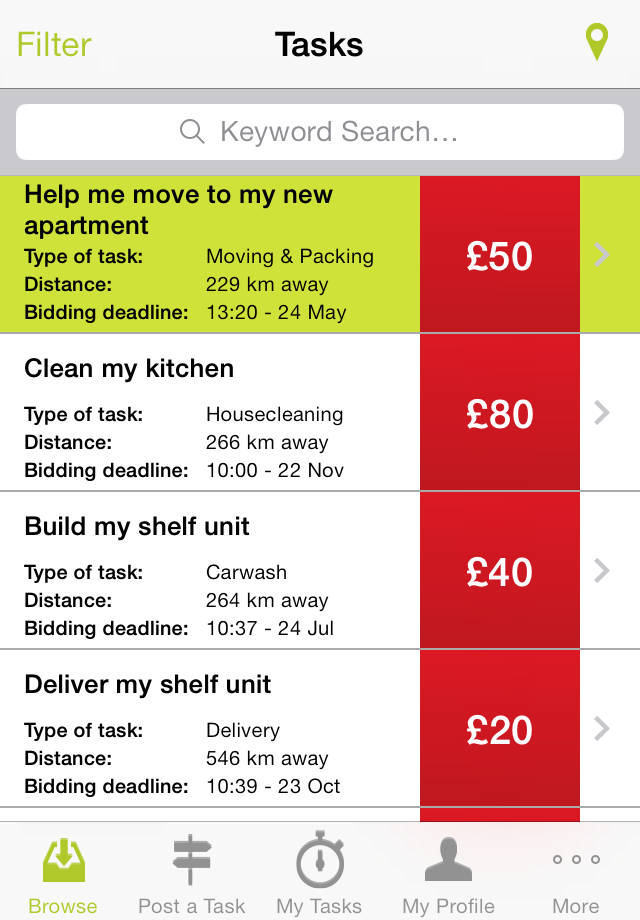 Filter Tasks
Keyword Search...
Help me move to my new
apartment
Type of task: Moving & Packing
Distance: 229 km away
Bidding deadline: 13:20 - 24 May
£50
Clean my kitchen
Type of task: Housecleaning
Distance: 266 km away
Bidding deadline: 10:00 - 22 Nov
£80
Build my shelf unit
Type of task: Carwash
Distance: 264 km away
Bidding deadline: 10:37 - 24 Jul
£40
Deliver my shelf unit
Type of task: Delivery
Distance: 546 km away
Bidding deadline: 10:39 - 23 Oct
£20
Browse Post a Task My Tasks My Profile More